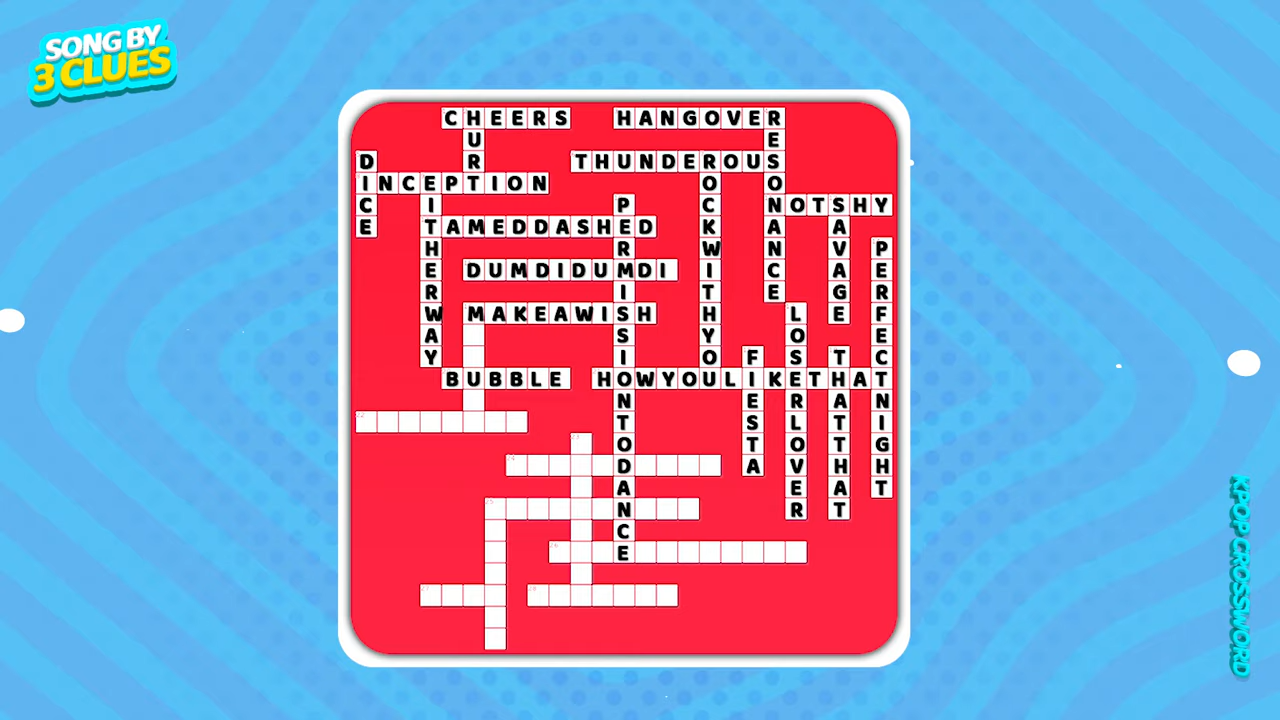 SONG BY
3 CLUES
CHEERS
HANGOVER
HURT
RESONANCE
THUNDEROUS
DICE
ROCKWITHYOU
INCEPTION
EITHERWAY
PERMISSIONTODANCE
NOTSHY
SAVAGE
TAMEDDASHED
PERFECTNIGHT
DUMDIDUMDI
MAKEAWISH
LOSERLOVER
FIESTA
THATTHAT
BUBBLE
HOWYOULIKETHAT
KPOP CROSSWORD